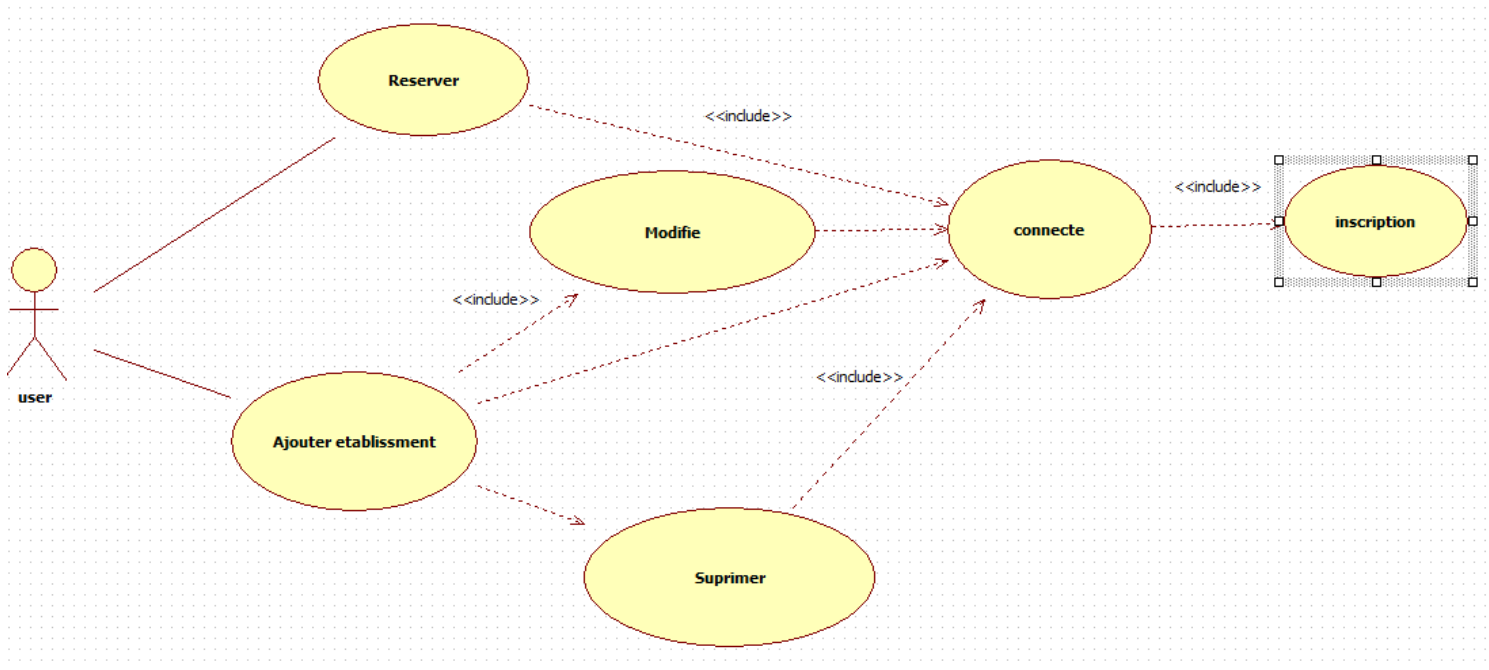 Reserver
<<include>>
Modifie
<<include>>
connecte
<<include>>
inscription
user
Ajouter etablissment
<<include>>
Suprimer